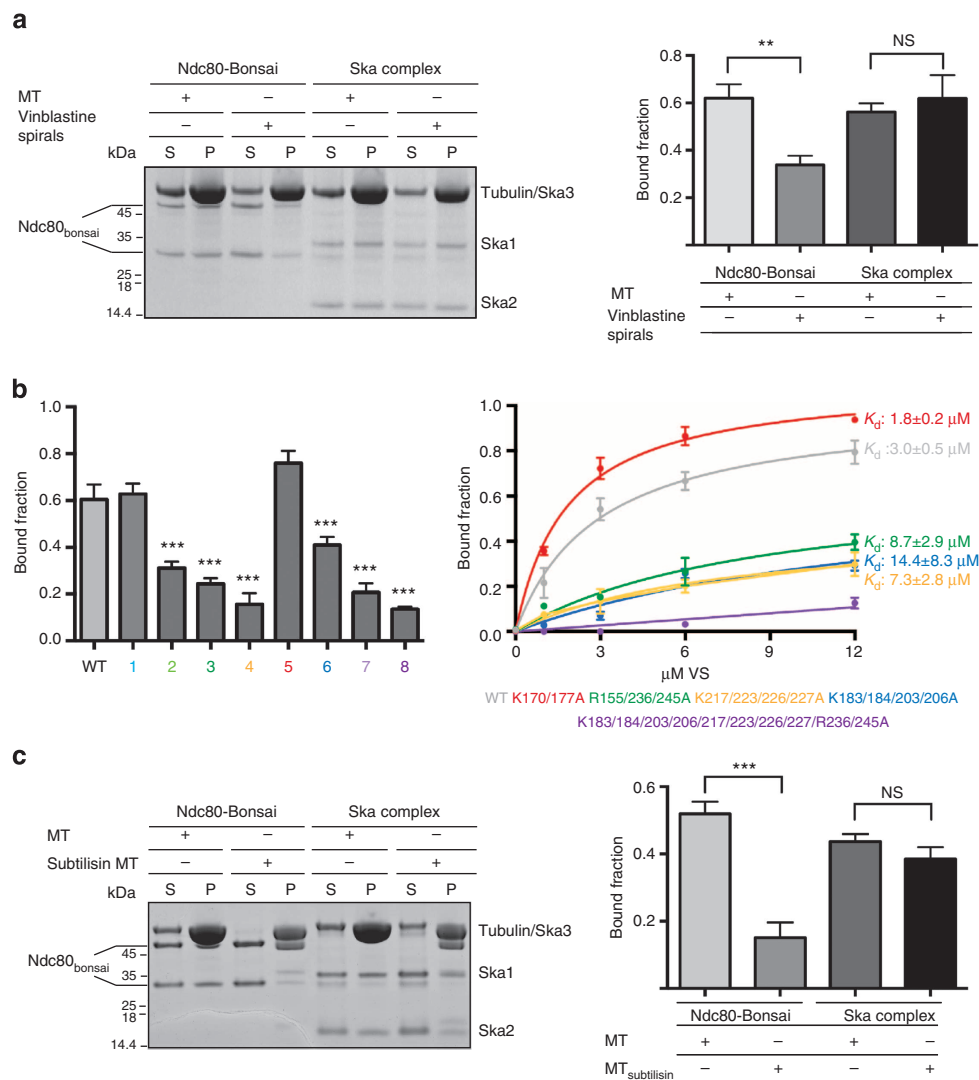 a
Ndc80-Bonsai Ska complex
MT + – + –
Vinblastine spirals – + – +
kDa S P S P S P S P
Tubulin/Ska3
Ndc80bonsai
45
35
25
18
14.4
Ska1
Ska2
** NS
Bound fraction
0.8
0.6
0.4
0.2
Ndc80-Bonsai Ska complex
MT + – + –
Vinblastine spirals – + – +
b
Bound fraction
1.0
0.8
0.6
0.4
0.2
0.0
*** *** *** *** *** ***
WT 1 2 3 4 5 6 7 8
Bound fraction
1.0
0.8
0.6
0.4
0.2
0.0
Kd: 1.8±0.2 μM
Kd :3.0±0.5 μM
Kd: 8.7±2.9 μM
Kd: 14.4±8.3 μM
Kd: 7.3±2.8 μM
0 3 6 9 12
μM VS
WT K170/177A R155/236/245A K217/223/226/227A K183/184/203/206A
K183/184/203/206/217/223/226/227/R236/245A
c
Ndc80-Bonsai Ska complex
MT + – + –
Subtilisin MT – + – +
kDa S P S P S P S P
Tubulin/Ska3
Ndc80bonsai
45
35
25
18
14.4
Ska1
Ska2
*** NS
Bound fraction
0.6
0.4
0.2
Ndc80-Bonsai Ska complex
MT + – + –
MTsubtilisin – + – +